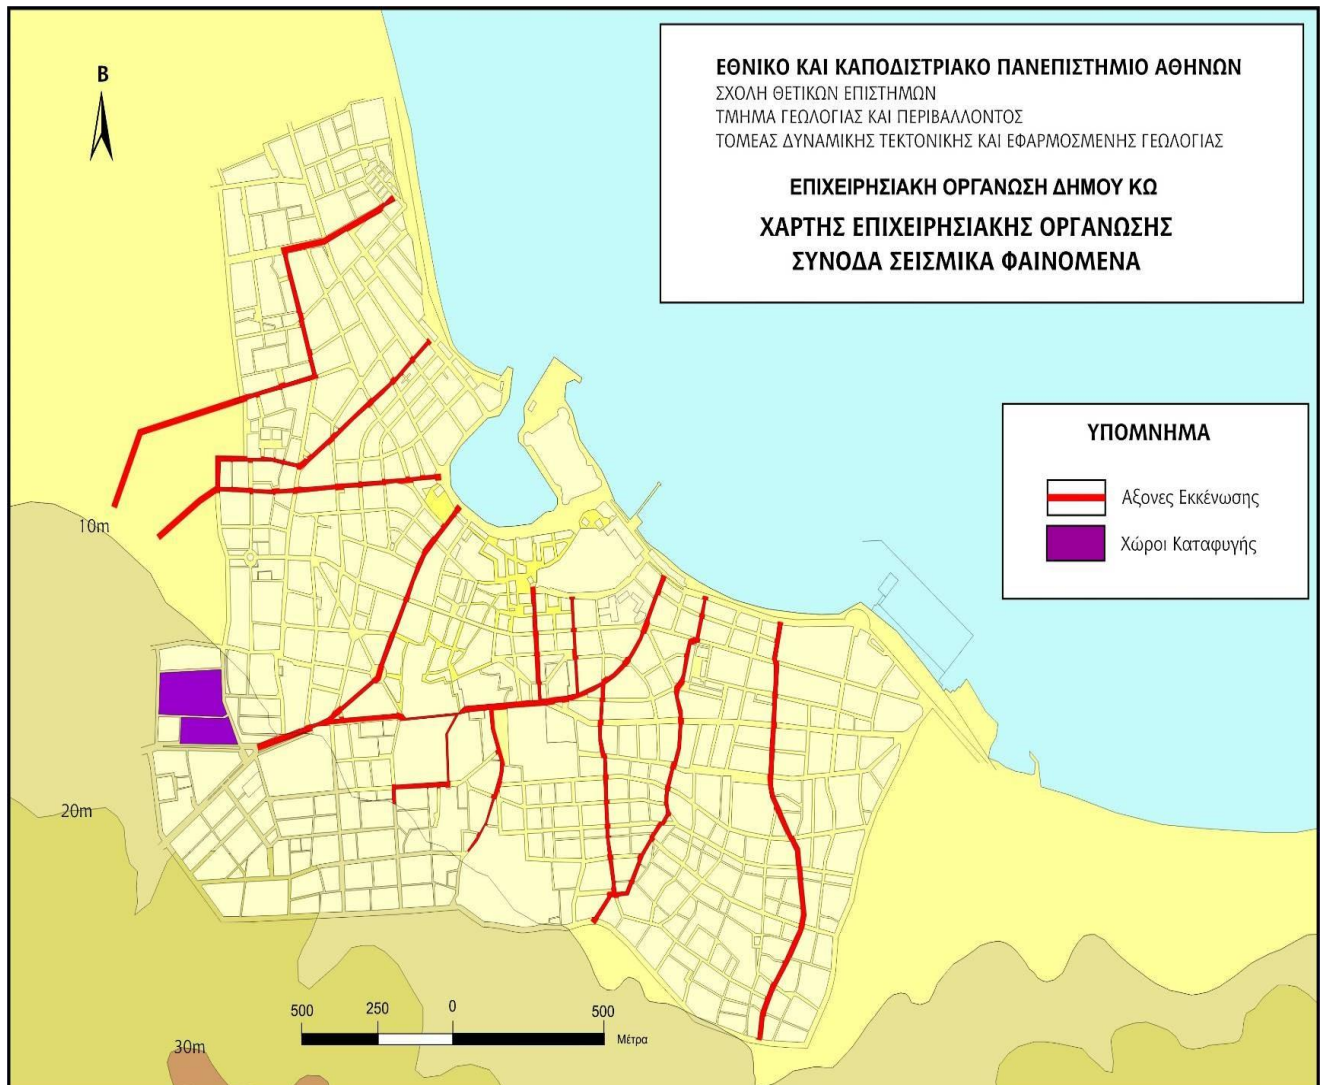 ΕΘΝΙΚΟ ΚΑΙ ΚΑΠΟΔΙΣΤΡΙΑΚΟ ΠΑΝΕΠΙΣΤΗΜΙΟ ΑΘΗΝΩΝ
ΣΧΟΛΗ ΘΕΤΙΚΩΝ ΕΠΙΣΤΗΜΩΝ
ΤΜΗΜΑ ΓΕΩΛΟΓΙΑΣ ΚΑΙ ΠΕΡΙΒΑΛΛΟΝΤΟΣ
ΤΟΜΕΑΣ ΔΥΝΑΜΙΚΗΣ ΤΕΚΤΟΝΙΚΗΣ ΚΑΙ ΕΦΑΡΜΟΣΜΕΝΗΣ ΓΕΩΛΟΓΙΑΣ
ΕΠΙΧΕΙΡΗΣΙΑΚΗ ΟΡΓΑΝΩΣΗ ΔΗΜΟΥ ΚΩ
ΧΑΡΤΗΣ ΕΠΙΧΕΙΡΗΣΙΑΚΗΣ ΟΡΓΑΝΩΣΗΣ
ΣΥΝΟΔΑ ΣΕΙΣΜΙΚΑ ΦΑΙΝΟΜΕΝΑ
Β
ΥΠΟΜΝΗΜΑ
Αξονες Εκκένωσης
Χώροι Καταφυγής
10m
20m
30m
500 250 0 500
Μέτρα